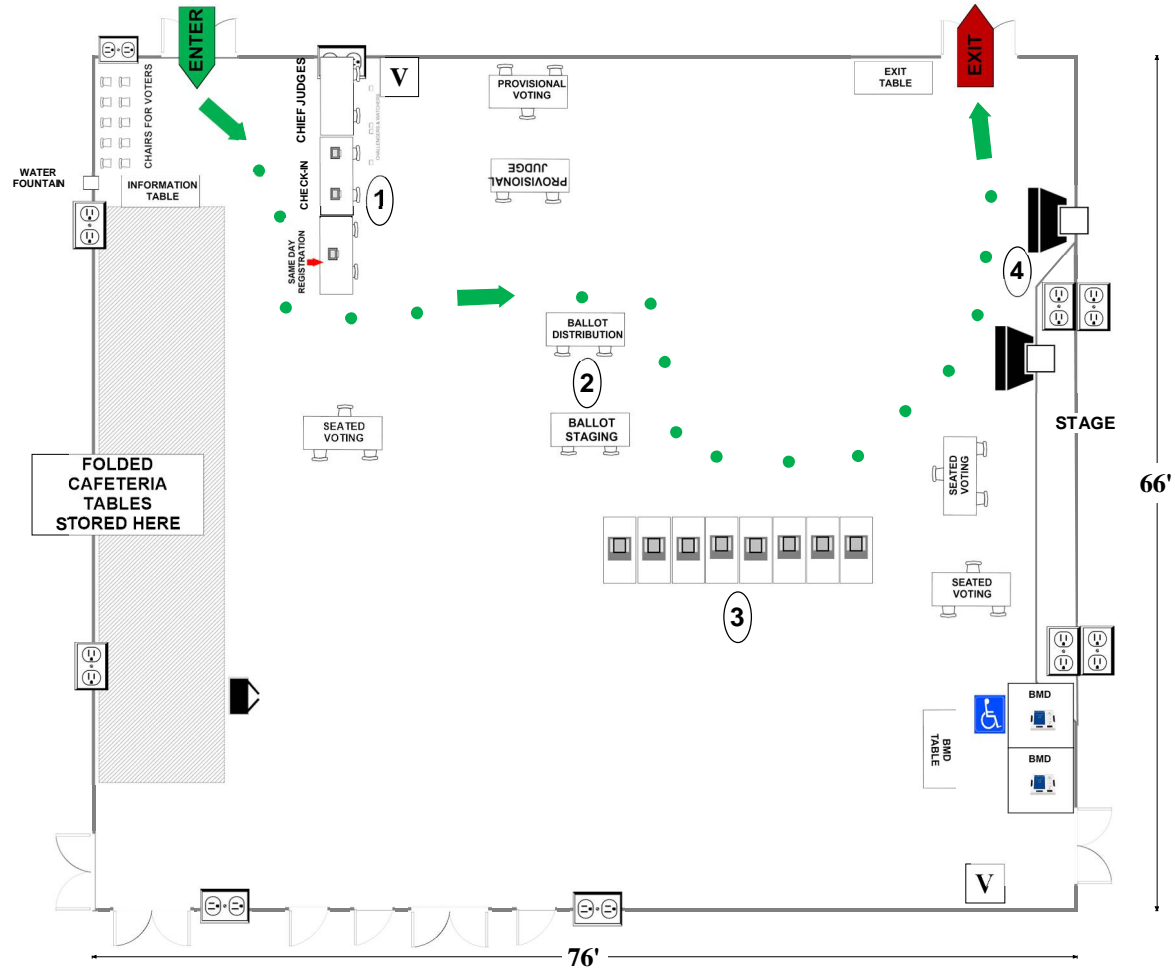 ENTER
EXIT
CHAIRS FOR VOTERS
CHIEF JUDGES
V
CHALLENGERS & WATCHERS
PROVISIONAL
VOTING
EXIT
TABLE
WATER
FOUNTAIN
INFORMATION
TABLE
CHECK-IN
1
PROVISIONAL
JUDGE
SAME DAY
REGISTRATION
4
BALLOT
DISTRIBUTION
2
SEATED
VOTING
BALLOT
STAGING
STAGE
FOLDED
CAFETERIA
TABLES
STORED HERE
SEATED
VOTING
66'
SEATED
VOTING
3
BMD
BMD
TABLE
BMD
V
76'